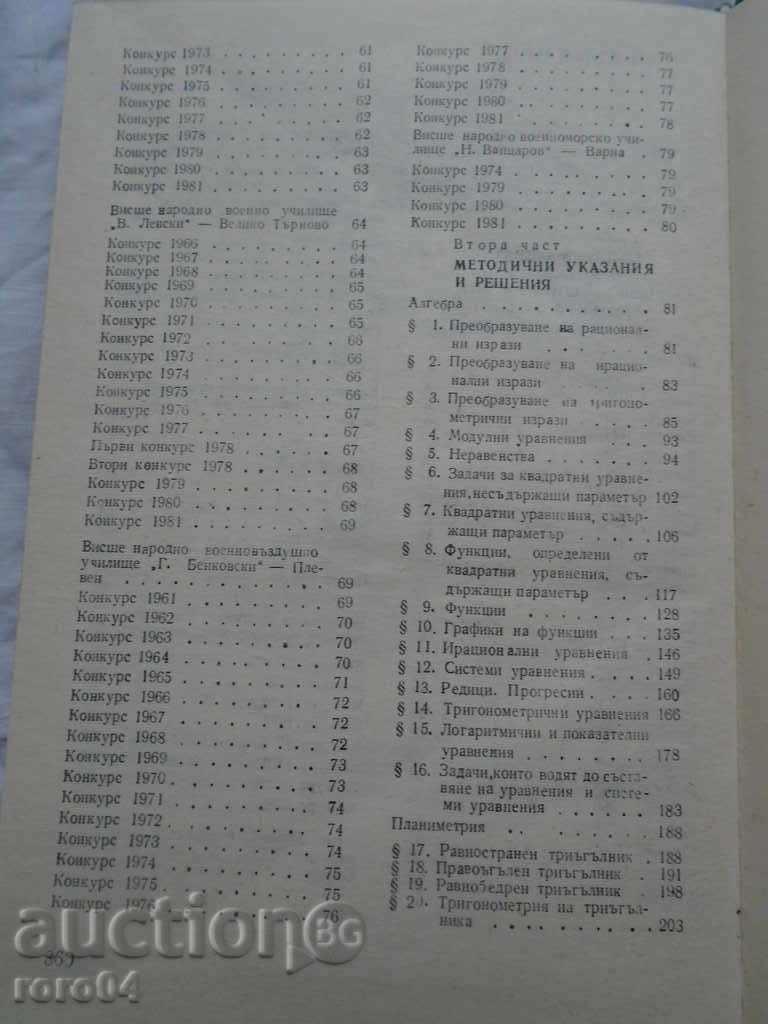 Конкурс 1973 . . . . . . . . . 61
Конкурс 1974 . . . . . . . . . 61
Конкурс 1975 . . . . . . . . . 61
Конкурс 1976 . . . . . . . . . 62
Конкурс 1977 . . . . . . . . . 62
Конкурс 1978 . . . . . . . . . 62
Конкурс 1979 . . . . . . . . . 63
Конкурс 1980 . . . . . . . . . 63
Конкурс 1981 . . . . . . . . . 63
Висше народно военно училище
„В. Левски“ — Велико Търново 64
Конкурс 1966 . . . . . . . . . 64
Конкурс 1967 . . . . . . . . . 64
Конкурс 1968 . . . . . . . . . 64
Конкурс 1969 . . . . . . . . . 65
Конкурс 1970 . . . . . . . . . 65
Конкурс 1971 . . . . . . . . . 65
Конкурс 1972 . . . . . . . . . 66
Конкурс 1973 . . . . . . . . . 66
Конкурс 1974 . . . . . . . . . 66
Конкурс 1975 . . . . . . . . . 66
Конкурс 1976 . . . . . . . . . 67
Конкурс 1977 . . . . . . . . . 67
Първи конкурс 1978 . . . . . . 67
Втори конкурс 1978 . . . . . . 68
Конкурс 1979 . . . . . . . . . 68
Конкурс 1980 . . . . . . . . . 68
Конкурс 1981 . . . . . . . . . 69
Висше народно военновъздушно
училище „Г. Бенковски“ — Пле-
вен . . . . . . . . . . . 69
Конкурс 1961 . . . . . . . . . 69
Конкурс 1962 . . . . . . . . . 70
Конкурс 1963 . . . . . . . . . 70
Конкурс 1964 . . . . . . . . . 70
Конкурс 1965 . . . . . . . . . 71
Конкурс 1966 . . . . . . . . . 72
Конкурс 1967 . . . . . . . . . 72
Конкурс 1968 . . . . . . . . . 72
Конкурс 1969 . . . . . . . . . 73
Конкурс 1970 . . . . . . . . . 73
Конкурс 1971 . . . . . . . . . 74
Конкурс 1972 . . . . . . . . . 74
Конкурс 1973 . . . . . . . . . 74
Конкурс 1974 . . . . . . . . . 75
Конкурс 1975 . . . . . . . . . 75
Конкурс 1976 . . . . . . . . . 76
360
Конкурс 1977 . . . . . . . . . 76
Конкурс 1978 . . . . . . . . . 77
Конкурс 1979 . . . . . . . . . 77
Конкурс 1980 . . . . . . . . . 77
Конкурс 1981 . . . . . . . . . 78
Висше народно военноморско учи-
лище „Н. Вапцаров“ — Варна . 79
Конкурс 1974 . . . . . . . . . 79
Конкурс 1979 . . . . . . . . . 79
Конкурс 1980 . . . . . . . . . 79
Конкурс 1981 . . . . . . . . . 80
Втора част
МЕТОДИЧНИ УКАЗАНИЯ
И РЕШЕНИЯ
Алгебра . . . . . . . . . . . 81
§ 1. Преобразуване на рационал-
ни изрази . . . . . . 81
§ 2. Преобразуване на ирацио-
нални изрази . . . . . . 83
§ 3. Преобразуване на тригоно-
метрични изрази . . . . . 85
§ 4. Модулни уравнения . . . . 93
§ 5. Неравенства . . . . . . . 94
§ 6. Задачи за квадратни уравне-
ния,несъдържащи параметър 102
§ 7. Квадратни уравнения, съдър-
жащи параметър . . . . . 106
§ 8. Функции, определени от
квадратни уравнения, съ-
държащи параметър . . . 117
§ 9. Функции . . . . . . . . 128
§ 10. Графики на функции . . . 135
§ 11. Ирационални уравнения . 146
§ 12. Системи уравнения . . . . 149
§ 13. Редици. Прогресии . . . . 160
§ 14. Тригонометрични уравнения 166
§ 15. Логаритмични и показателни
уравнения . . . . . . . 178
§ 16. Задачи,които водят до съста-
вяне на уравнения и систе-
ми уравнения . . . . . . 183
Планиметрия . . . . . . . . 188
§ 17. Равностранен триъгълник . 188
§ 18. Правоъгълен триъгълник . 191
§ 19. Равнобедрен триъгълник . 198
§ 20. Тригонометрия на триъгъл-
ника . . . . . . . . . 203
auction BG
roro04